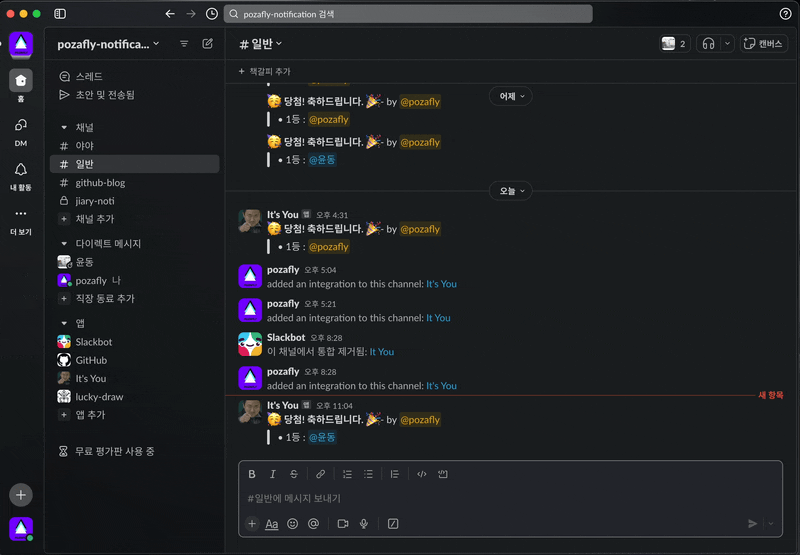 pozafly-notification 검색
pozafly-notifica...
홈
DM
내 활동
더 보기
스레드
초안 및 전송됨
채널
# 야야
# 일반
# github-blog
jiary-noti
+ 채널 추가
다이렉트 메시지
윤동
pozafly 나
+ 직장 동료 추가
앱
Slackbot
GitHub
It's You
lucky-draw
+ 앱 추가
무료 평가판 사용 중
# 일반
2
캔버스
+ 책갈피 추가
어제
당첨! 축하드립니다. - by @pozafly
• 1등 : @pozafly
당첨! 축하드립니다. - by @pozafly
• 1등 : @윤동
오늘
It's You 앱 오후 4:31
당첨! 축하드립니다. - by @pozafly
• 1등 : @pozafly
pozafly 오후 5:04
added an integration to this channel: It's You
pozafly 오후 5:21
added an integration to this channel: It You
Slackbot 오후 8:28
이 채널에서 통합 제거됨: It You
pozafly 오후 8:28
added an integration to this channel: It's You
새 항목
It's You 앱 오후 11:04
당첨! 축하드립니다. - by @pozafly
• 1등 : @윤동
B I S
#일반에 메시지 보내기
+ Aa @